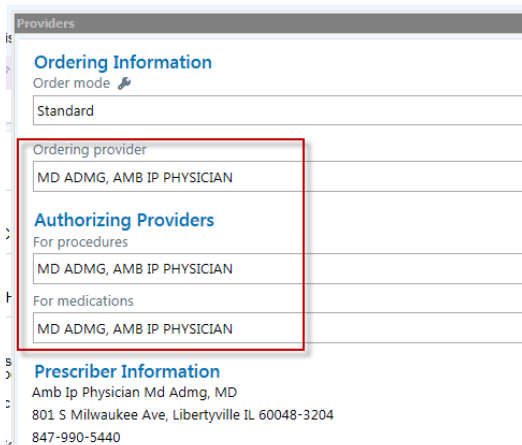 Providers
Ordering Information
Order mode
Standard
Ordering provider
MD ADMG, AMB IP PHYSICIAN
Authorizing Providers
For procedures
MD ADMG, AMB IP PHYSICIAN
For medications
MD ADMG, AMB IP PHYSICIAN
Prescriber Information
Amb Ip Physician Md Admg, MD
801 S Milwaukee Ave, Libertyville IL 60048-3204
847-990-5440